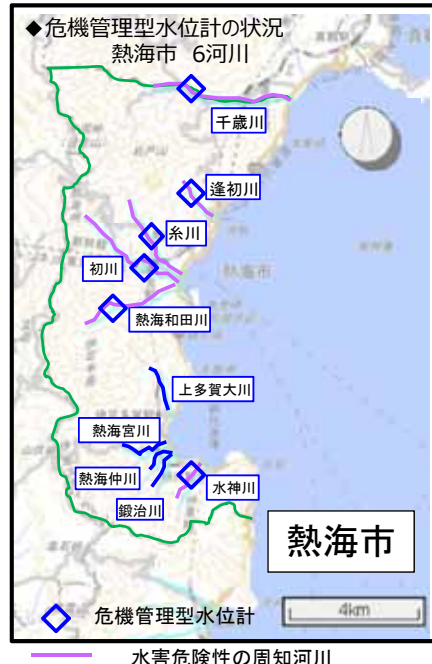 ◆危機管理型水位計の状況
熱海市 6河川
千歳川
逢初川
糸川
初川
熱海市
熱海和田川
上多賀大川
熱海宮川
熱海仲川
水神川
鍛治川
熱海市
危機管理型水位計
4km
水害危険性の周知河川